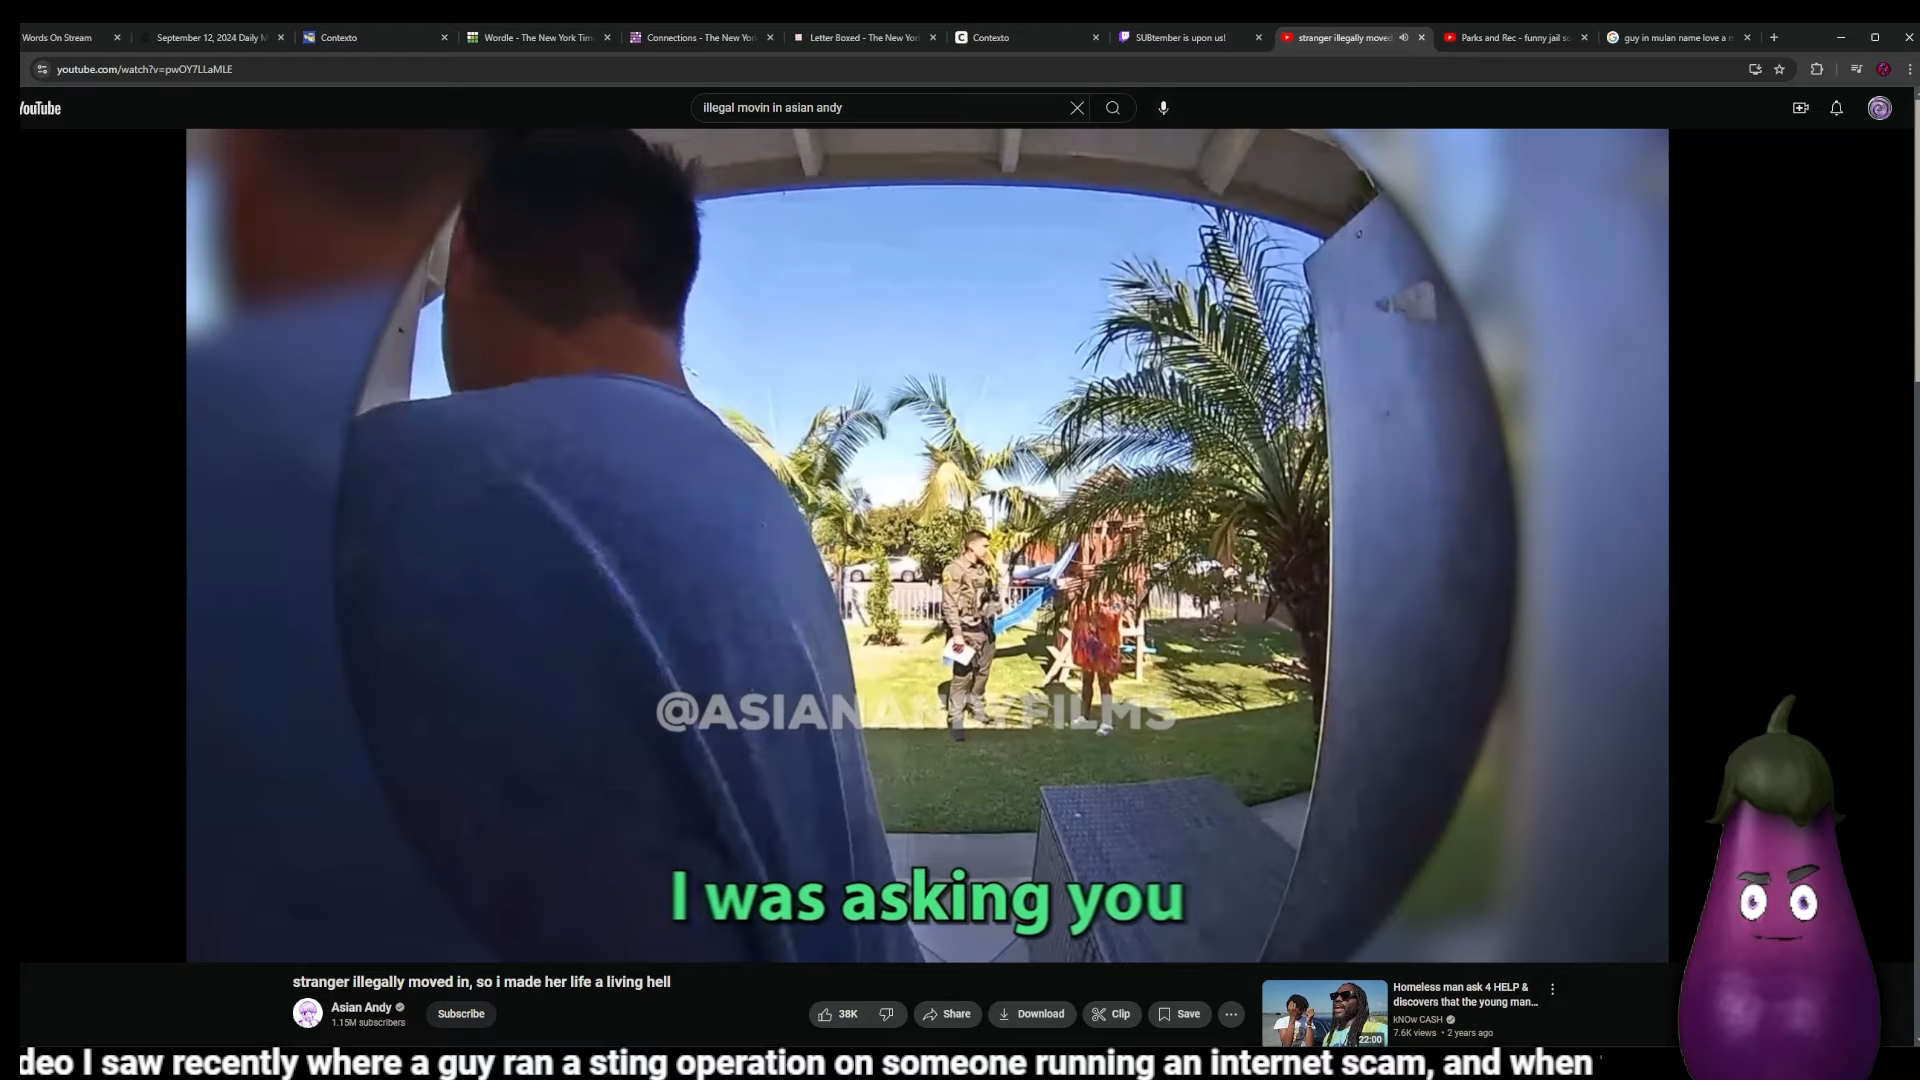 Words On Stream
September 12, 2024 Daily M
Contexto
Wordle - The New York Tim
Connections - The New Yor
Letter Boxed - The New Yor
Contexto
SUBtember is upon us!
stranger illegally moved
Parks and Rec - funny jail sc
guy in mulan name love a m
youtube.com/watch?v=pwOY7LLaMLE
YouTube
illegal movin in asian andy
@ASIANANDYFILMS
I was asking you
stranger illegally moved in, so i made her life a living hell
Asian Andy
1.15M subscribers
Subscribe
38K
Share
Download
Clip
Save
22:00
Homeless man ask 4 HELP &
discovers that the young man...
kNOw CASH
7.6K views • 2 years ago
deo I saw recently where a guy ran a sting operation on someone running an internet scam, and when